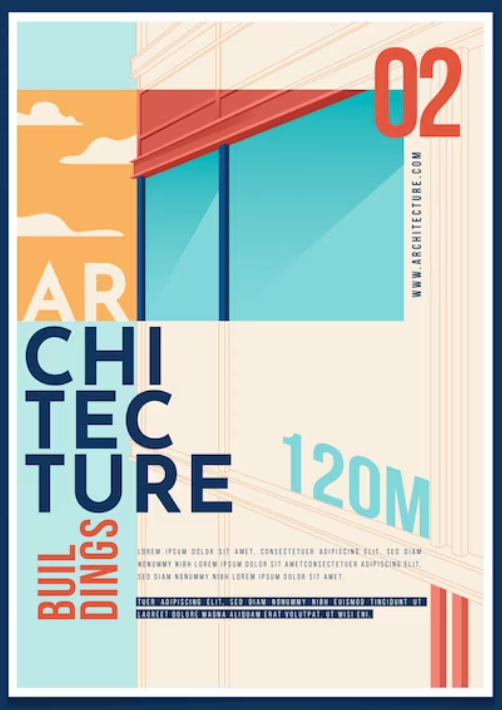 02
WWW.ARCHITECTURE.COM
AR
CHI
TEC
TURE
120M
BUIL
DINGS
LOREM IPSUM DOLOR SIT AMET, CONSECTETUER ADIPISCING ELIT, SED DIAM
NONUMMY NIBH LOREM IPSUM DOLOR SIT AMETCONSECTETUER ADIPISCING ELIT,
SED DIAM NONUMMY NIBH LOREM IPSUM DOLOR SIT AMET,
TUER ADIPISCING ELIT, SED DIAM NONUMMY NIBH EUISMOD TINCIDUNT UT
LAOREET DOLORE MAGNA ALIQUAM ERAT VOLUTPAT. UT WISI ENI.